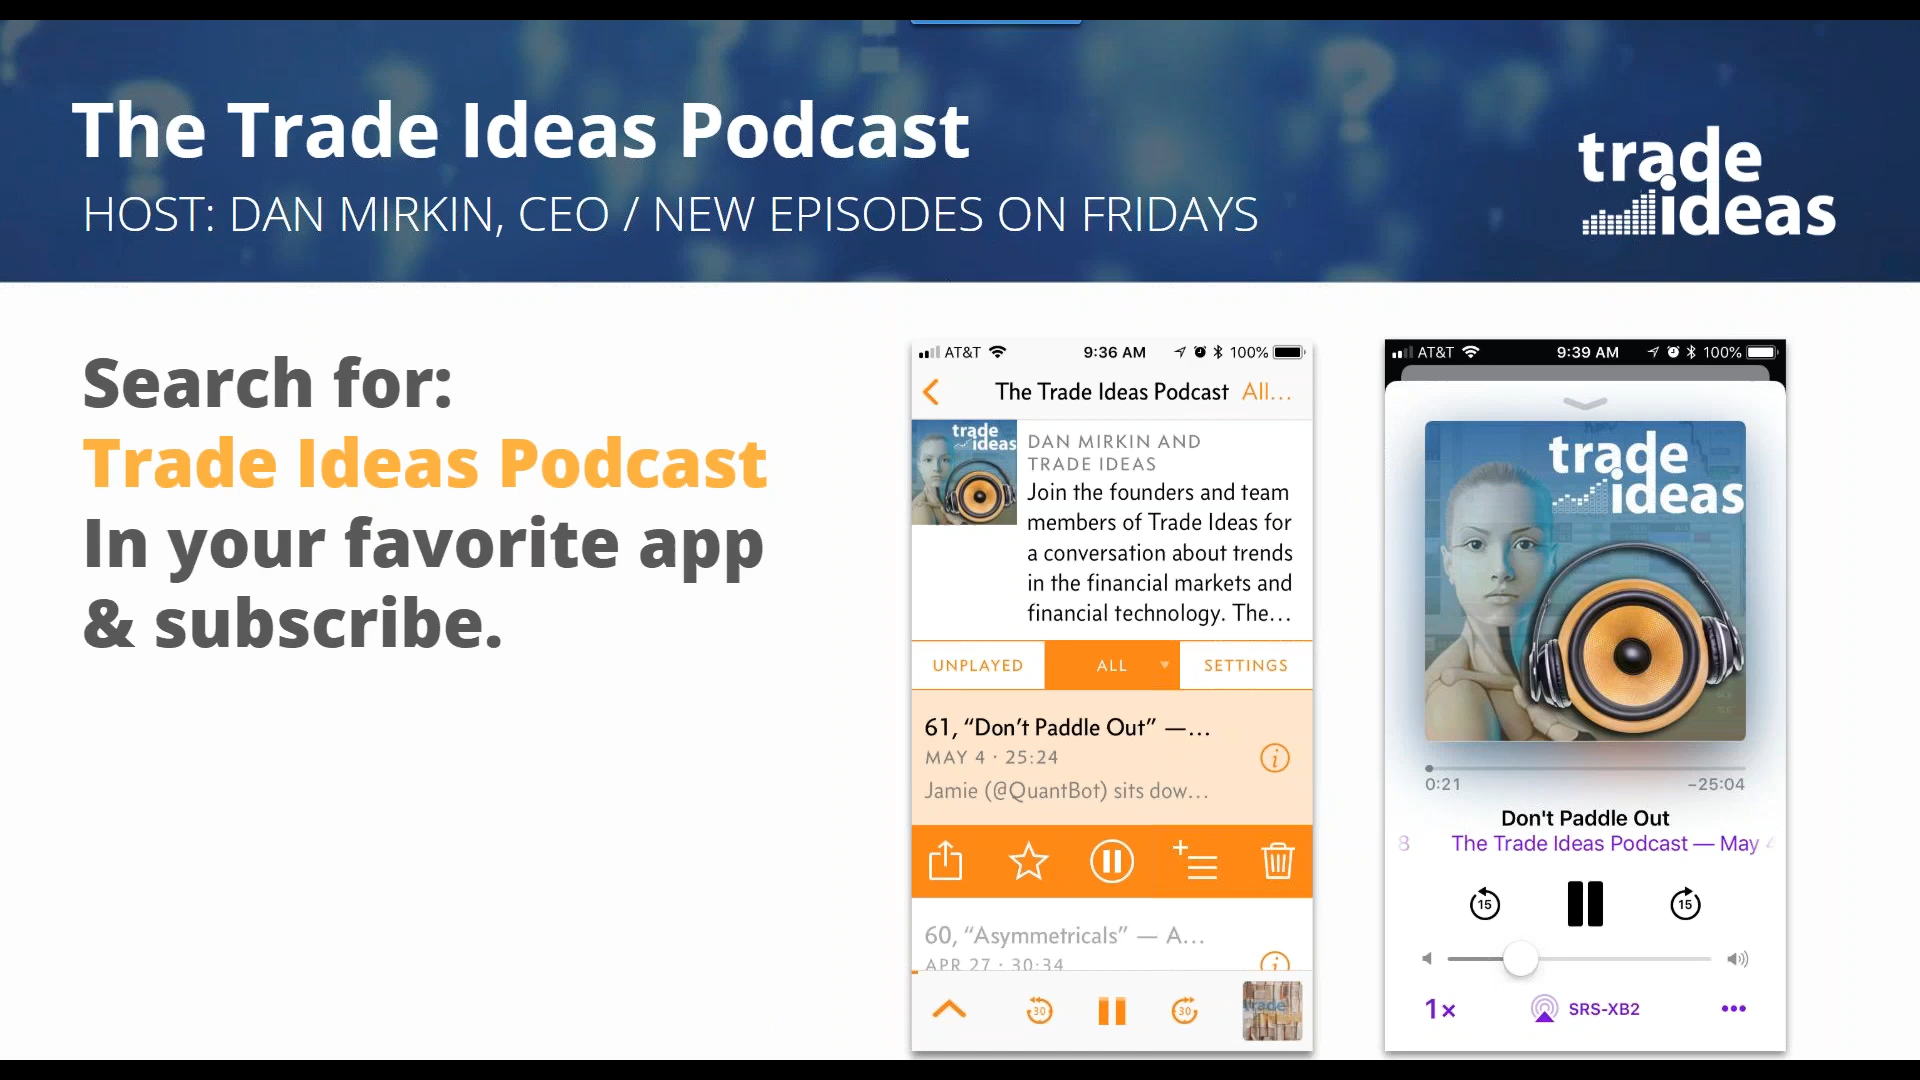 The Trade Ideas Podcast
HOST: DAN MIRKIN, CEO / NEW EPISODES ON FRIDAYS
trade
ideas
Search for:
Trade Ideas Podcast
In your favorite app
& subscribe.
AT&T 9:36 AM 100%
The Trade Ideas Podcast All...
trade
ideas
DAN MIRKIN AND
TRADE IDEAS
Join the founders and team
members of Trade Ideas for
a conversation about trends
in the financial markets and
financial technology. The...
UNPLAYED ALL SETTINGS
61, “Don’t Paddle Out” —...
MAY 4 · 25:24
Jamie (@QuantBot) sits dow...
60, “Asymmetricals” — A...
APR 27 · 30:34
30 30
trade
AT&T 9:39 AM 100%
trade
ideas
0:21 −25:04
Don't Paddle Out
8 The Trade Ideas Podcast — May 4
15 15
1× SRS-XB2